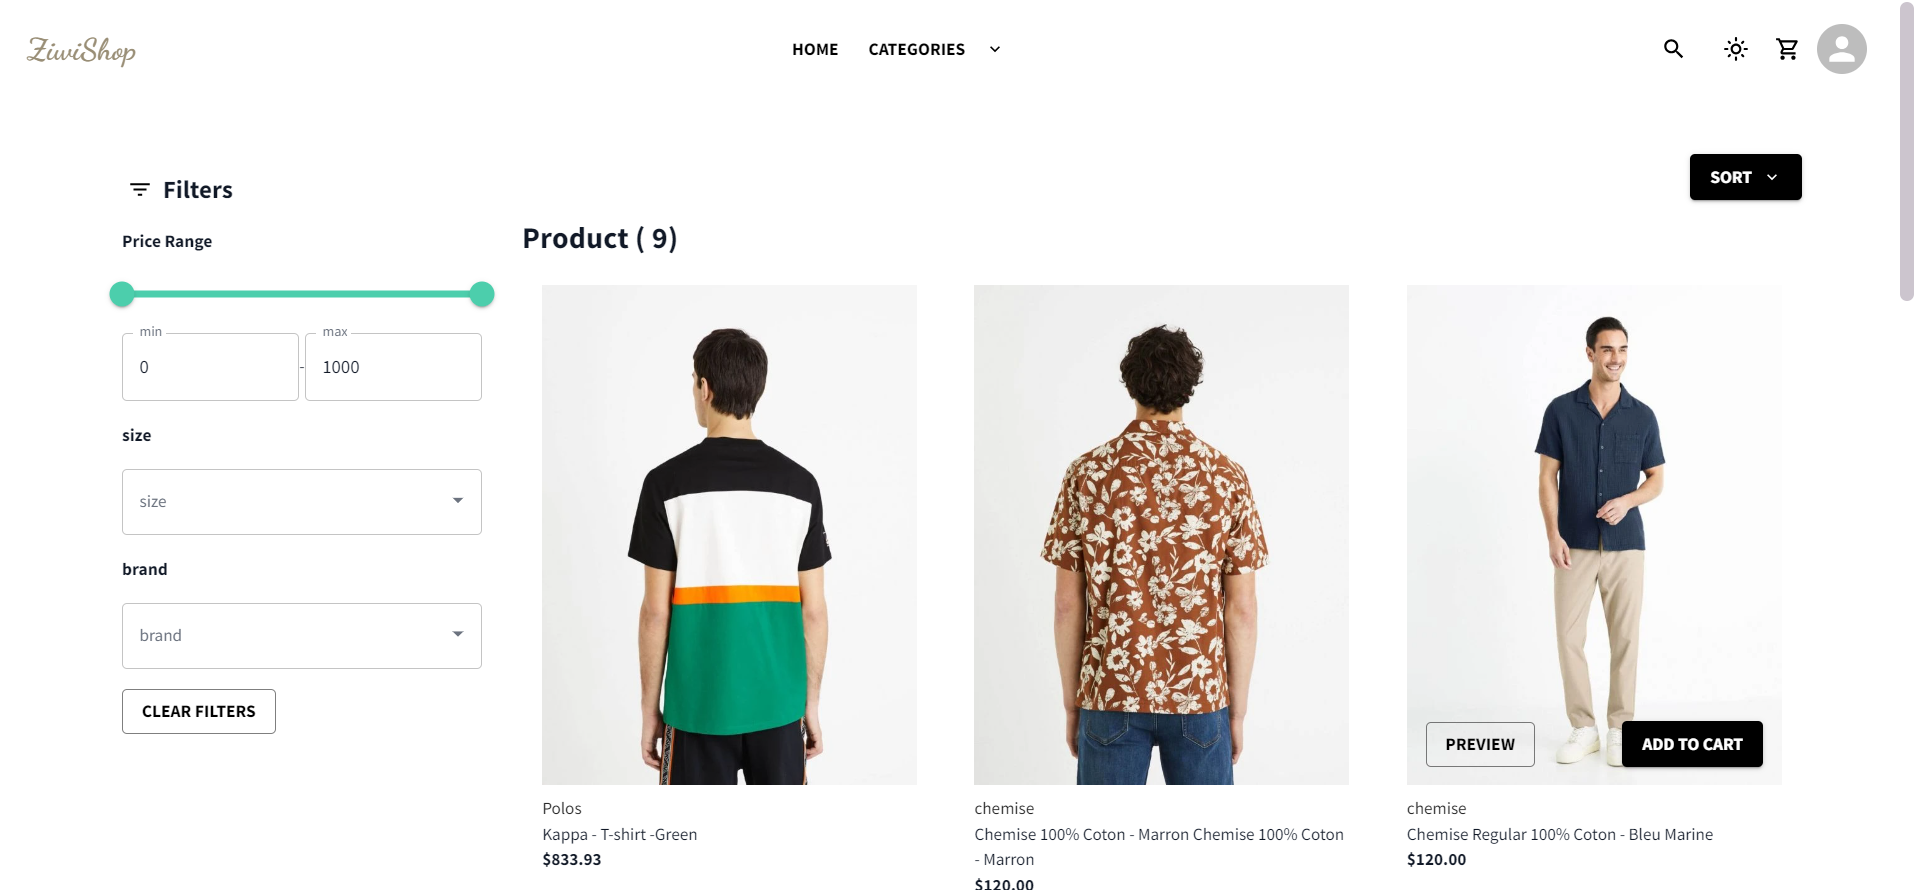 ZiwiShop
HOME
CATEGORIES
Filters
SORT
Price Range
Product ( 9)
min
0
-
max
1000
size
size
brand
brand
CLEAR FILTERS
PREVIEW
ADD TO CART
Polos
Kappa - T-shirt -Green
$833.93
chemise
Chemise 100% Coton - Marron Chemise 100% Coton
- Marron
$120.00
chemise
Chemise Regular 100% Coton - Bleu Marine
$120.00